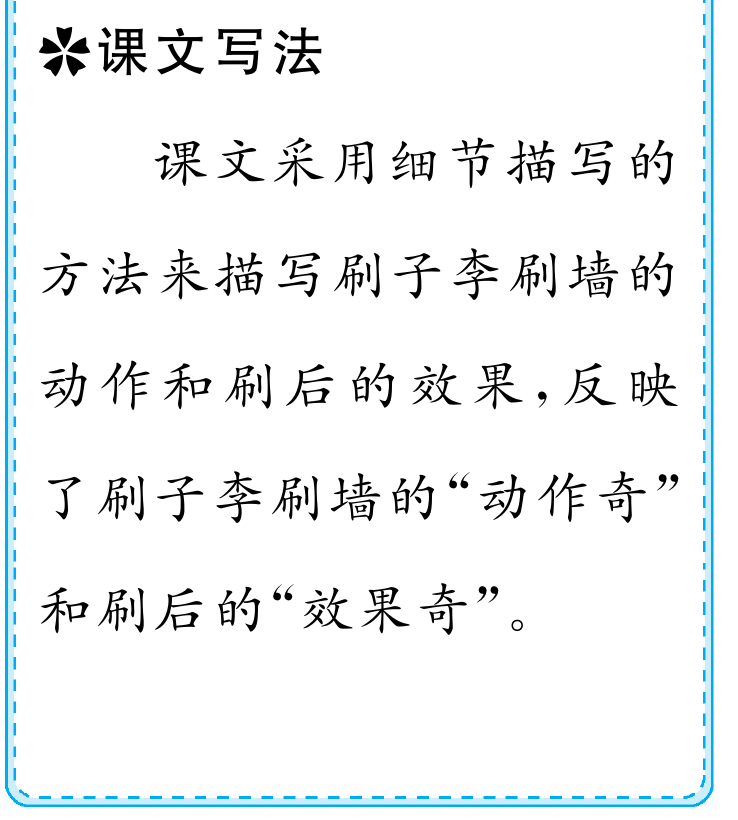 课文写法
课文采用细节描写的
方法来描写刷子李刷墙的
动作和刷后的效果,反映
了刷子李刷墙的“动作奇”
和刷后的“效果奇”。